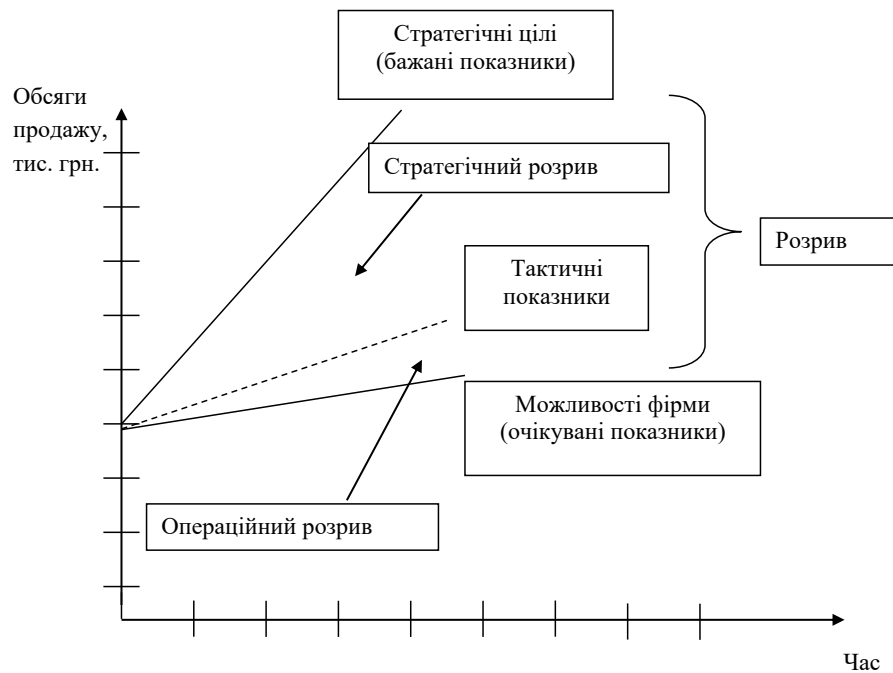 Стратегічні цілі
(бажані показники)
Обсяги
продажу,
тис. грн.
Стратегічний розрив
Розрив
Тактичні
показники
Можливості фірми
(очікувані показники)
Операційний розрив
Час